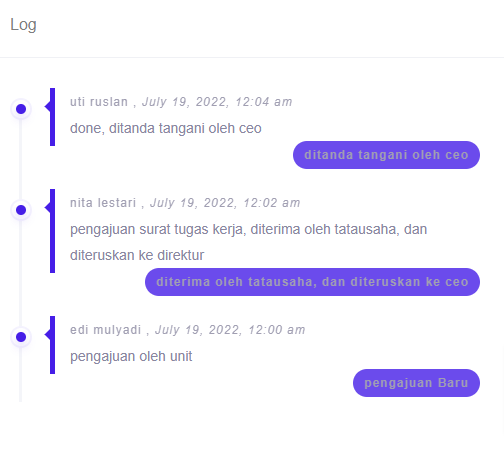 Log
uti ruslan , July 19, 2022, 12:04 am
done, ditanda tangani oleh ceo
ditanda tangani oleh ceo
nita lestari , July 19, 2022, 12:02 am
pengajuan surat tugas kerja, diterima oleh tatausaha, dan
diteruskan ke direktur
diterima oleh tatausaha, dan diteruskan ke ceo
edi mulyadi , July 19, 2022, 12:00 am
pengajuan oleh unit
pengajuan Baru